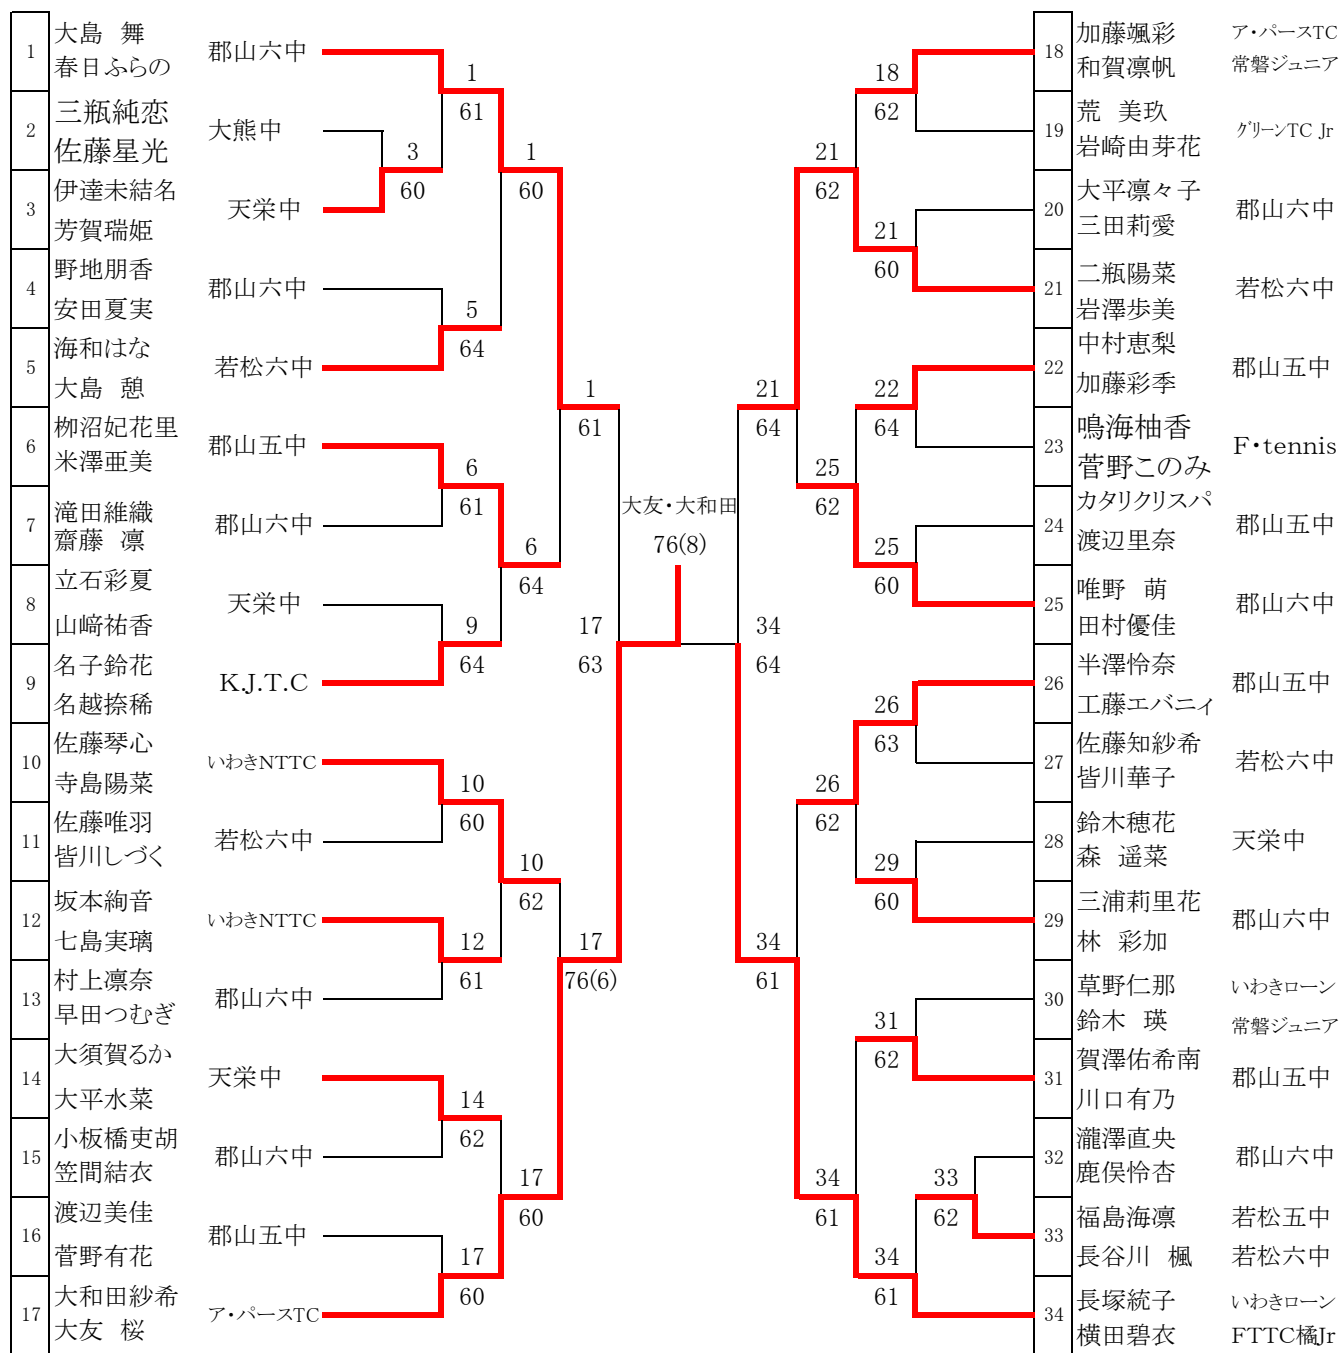 1
大島 舞
春日ふらの
郡山六中
2
三瓶純恋
佐藤星光
大熊中
3
伊達未結名
芳賀瑞姫
天栄中
4
野地朋香
安田夏実
郡山六中
5
海和はな
大島 憩
若松六中
6
栁沼妃花里
米澤亜美
郡山五中
7
滝田維織
齋藤 凛
郡山六中
8
立石彩夏
山﨑祐香
天栄中
9
名子鈴花
名越捺稀
K.J.T.C
10
佐藤琴心
寺島陽菜
いわきNTTC
11
佐藤唯羽
皆川しづく
若松六中
12
坂本絢音
七島実璃
いわきNTTC
13
村上凛奈
早田つむぎ
郡山六中
14
大須賀るか
大平水菜
天栄中
15
小板橋吏胡
笠間結衣
郡山六中
16
渡辺美佳
菅野有花
郡山五中
17
大和田紗希
大友 桜
ア・パースTC
1
61
3
60
5
64
6
61
9
64
10
60
12
61
14
62
17
60
1
60
6
64
10
62
17
60
1
61
17
76(6)
17
63
大友・大和田
76(8)
34
64
21
64
34
61
21
62
25
62
26
62
34
61
18
62
21
60
22
64
25
60
26
63
29
60
31
62
33
62
34
61
18
加藤颯彩
和賀凛帆
ア・パースTC
常磐ジュニア
19
荒 美玖
岩崎由芽花
グリーンTC Jr
20
大平凛々子
三田莉愛
郡山六中
21
二瓶陽菜
岩澤歩美
若松六中
22
中村恵梨
加藤彩季
郡山五中
23
鳴海柚香
菅野このみ
F・tennis
24
カタリクリスパ
渡辺里奈
郡山五中
25
唯野 萌
田村優佳
郡山六中
26
半澤怜奈
工藤エバニィ
郡山五中
27
佐藤知紗希
皆川華子
若松六中
28
鈴木穂花
森 遥菜
天栄中
29
三浦莉里花
林 彩加
郡山六中
30
草野仁那
鈴木 瑛
いわきローン
常磐ジュニア
31
賀澤佑希南
川口有乃
郡山五中
32
瀧澤直央
鹿俣怜杏
郡山六中
33
福島海凛
長谷川 楓
若松五中
若松六中
34
長塚統子
横田碧衣
いわきローン
FTTC橘Jr